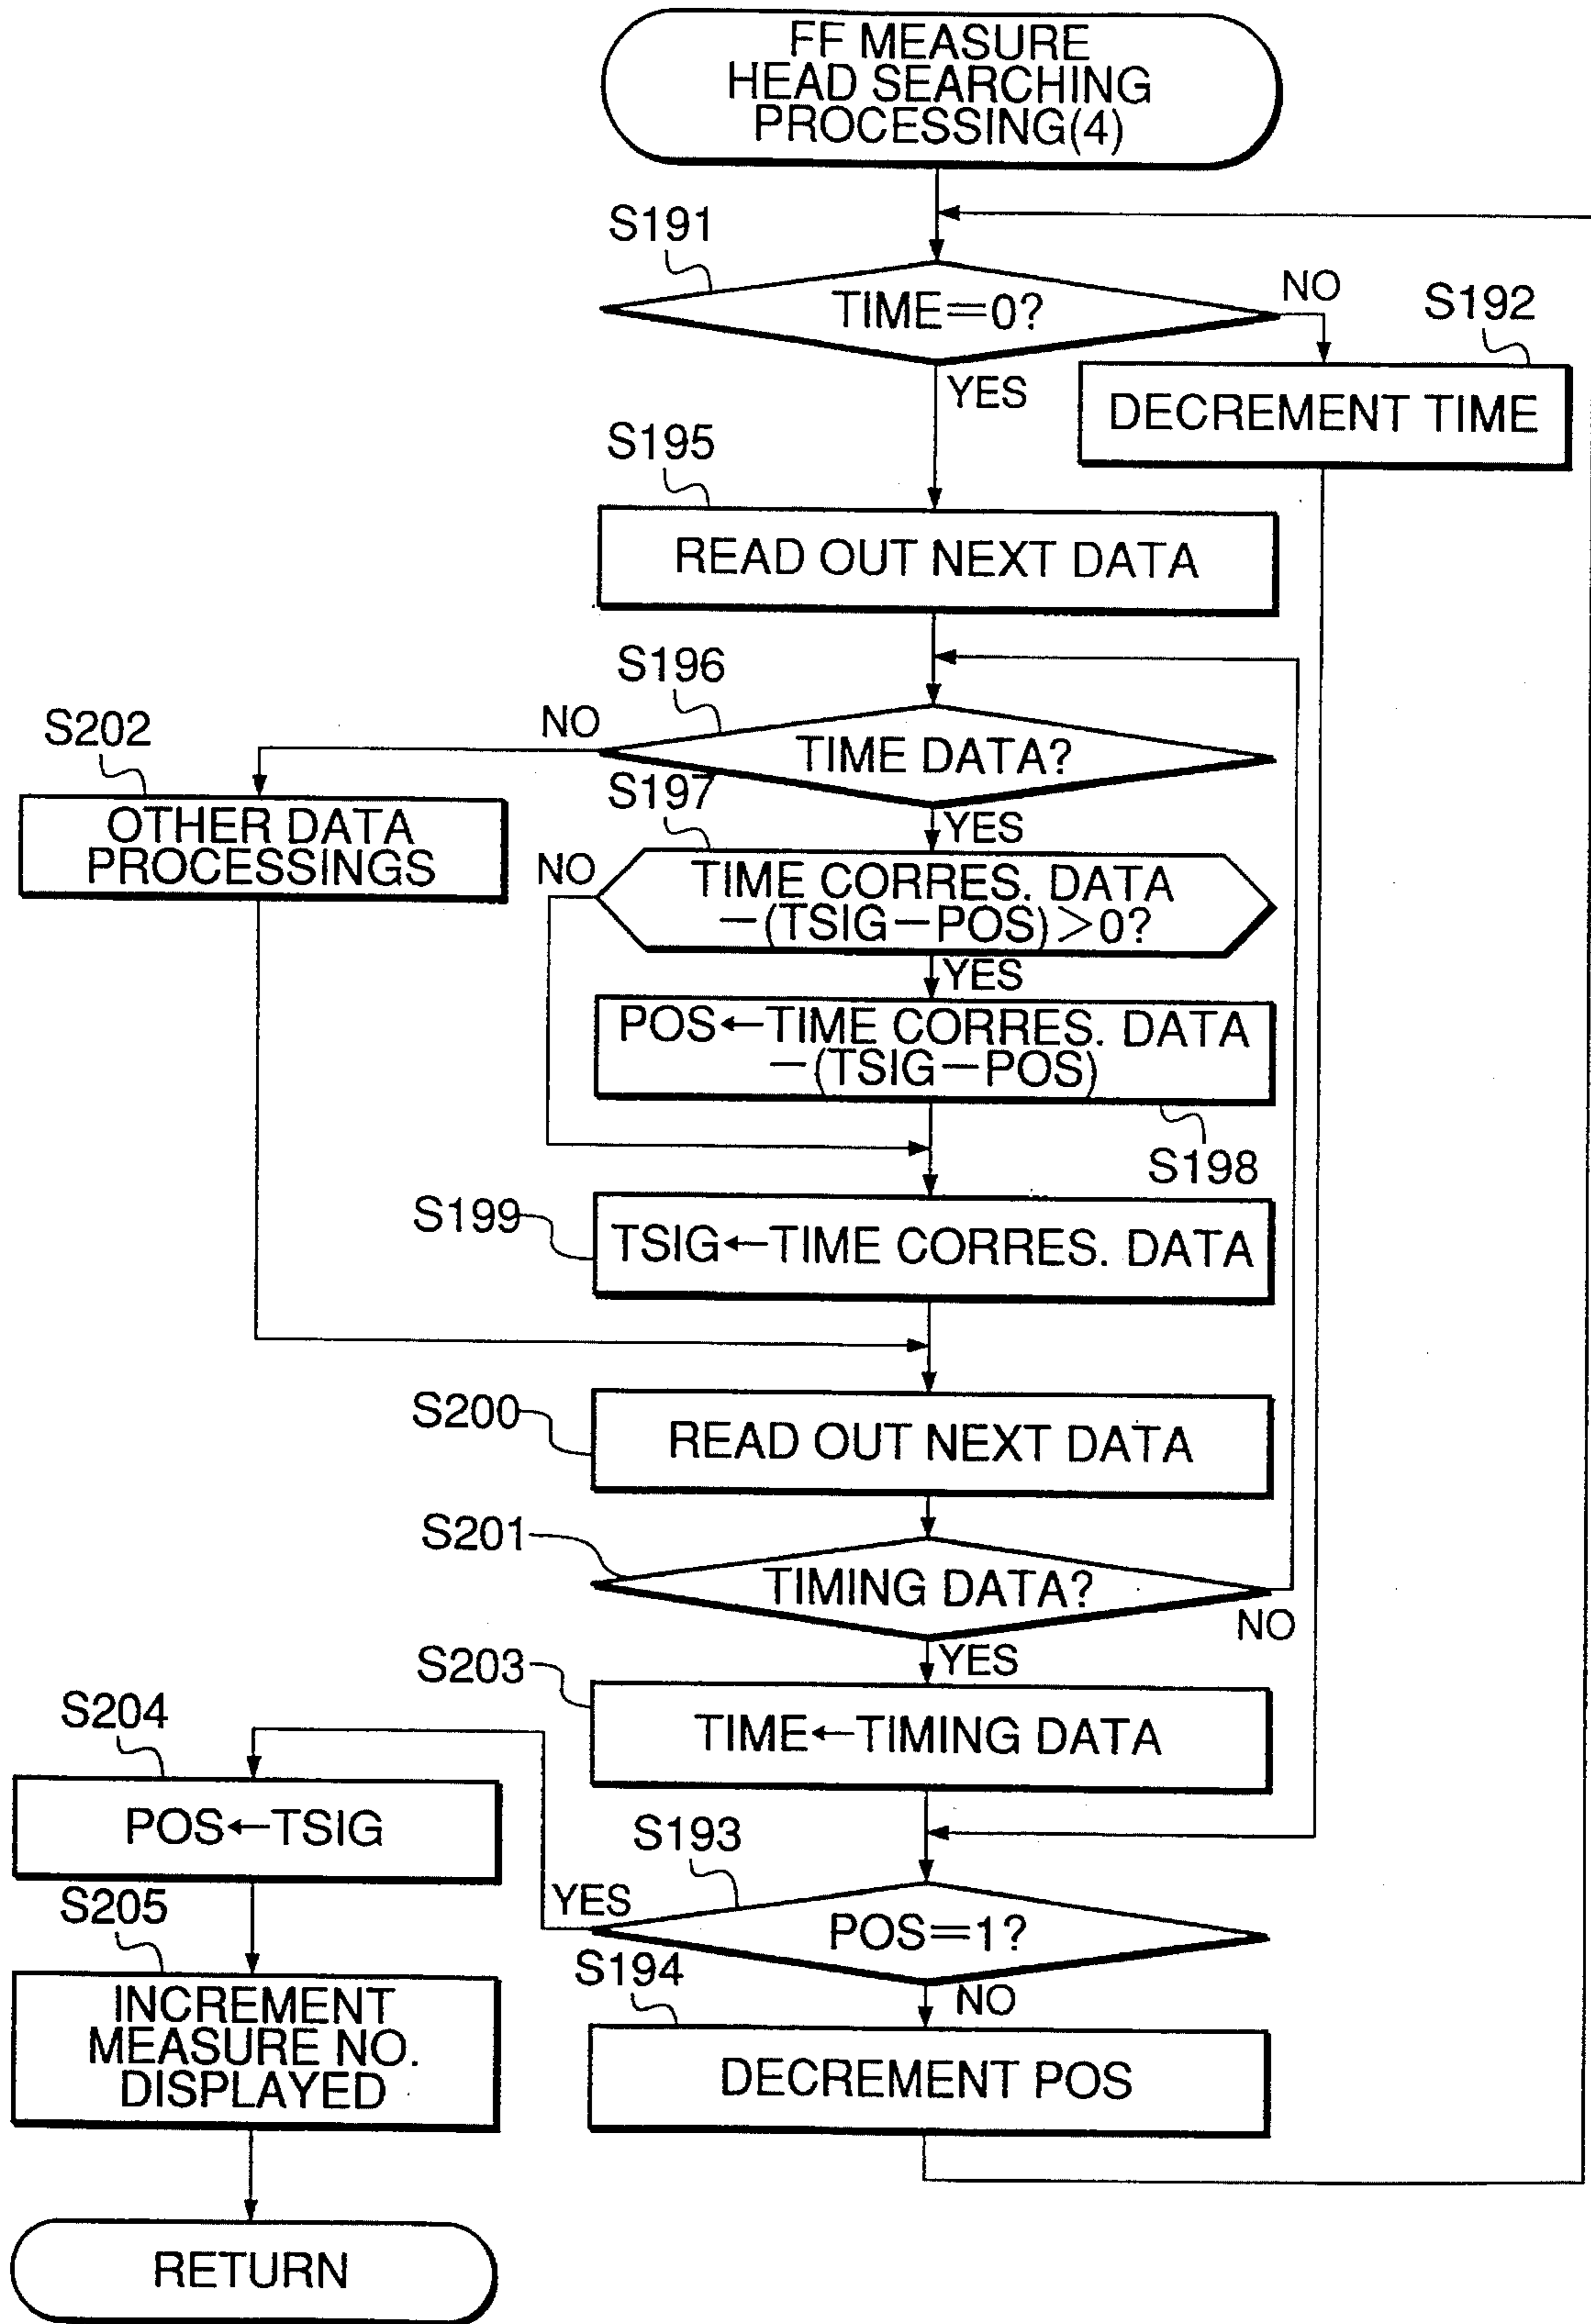 FF MEASURE
HEAD SEARCHING
PROCESSING(4)
S191
TIME=0?
NO
S192
YES
DECREMENT TIME
S195
READ OUT NEXT DATA
S196
NO
S202
TIME DATA?
S197
OTHER DATA
PROCESSINGS
YES
NO
TIME CORRES. DATA
-(TSIG-POS)>0?
YES
POS←TIME CORRES. DATA
-(TSIG-POS)
S198
S199
TSIG←TIME CORRES. DATA
S200
READ OUT NEXT DATA
S201
TIMING DATA?
NO
YES
S203
TIME←TIMING DATA
S204
POS←TSIG
S193
YES
POS=1?
S205
S194
NO
INCREMENT
MEASURE NO.
DISPLAYED
DECREMENT POS
RETURN